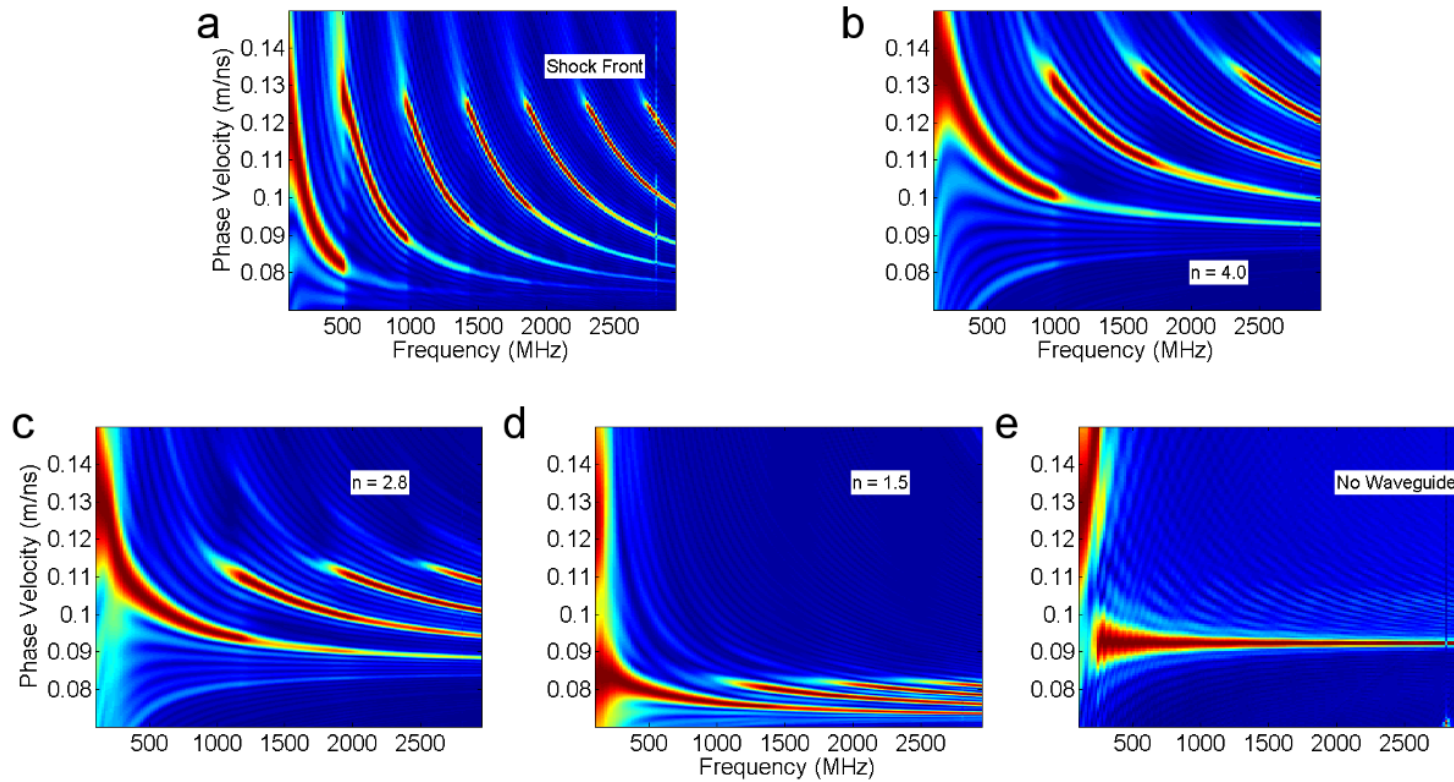 a
Shock Front
Phase Velocity (m/ns)
0.14
0.13
0.12
0.11
0.1
0.09
0.08
500 1000 1500 2000 2500
Frequency (MHz)
b
n = 4.0
0.14
0.13
0.12
0.11
0.1
0.09
0.08
500 1000 1500 2000 2500
Frequency (MHz)
c
n = 2.8
Phase Velocity (m/ns)
0.14
0.13
0.12
0.11
0.1
0.09
0.08
500 1000 1500 2000 2500
d
n = 1.5
0.14
0.13
0.12
0.11
0.1
0.09
0.08
500 1000 1500 2000 2500
Frequency (MHz)
e
No Waveguide
0.14
0.13
0.12
0.11
0.1
0.09
0.08
500 1000 1500 2000 2500